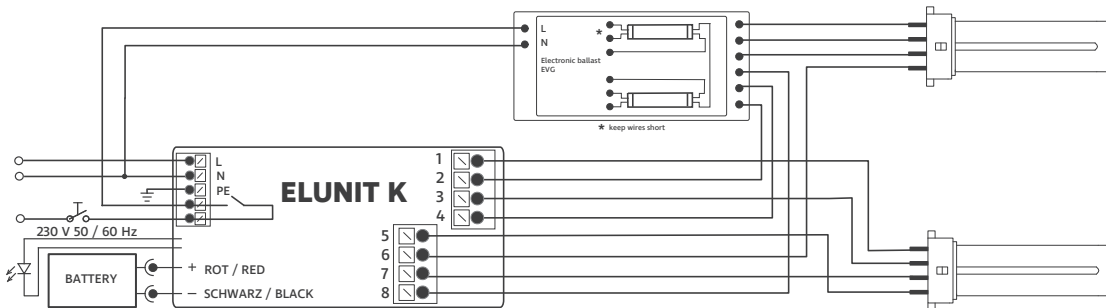 L
N
*
Electronic ballast
EVG
* keep wires short
L
N
PE
ELUNIT K
1
2
3
4
5
6
7
8
230 V 50 / 60 Hz
BATTERY
+ ROT / RED
− SCHWARZ / BLACK